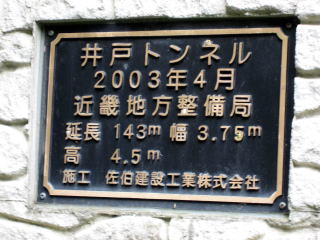 井戸トンネル
2003年4月
近畿地方整備局
延長 143m 幅 3.75m
高 4.5m
施工 佐伯建設工業株式会社